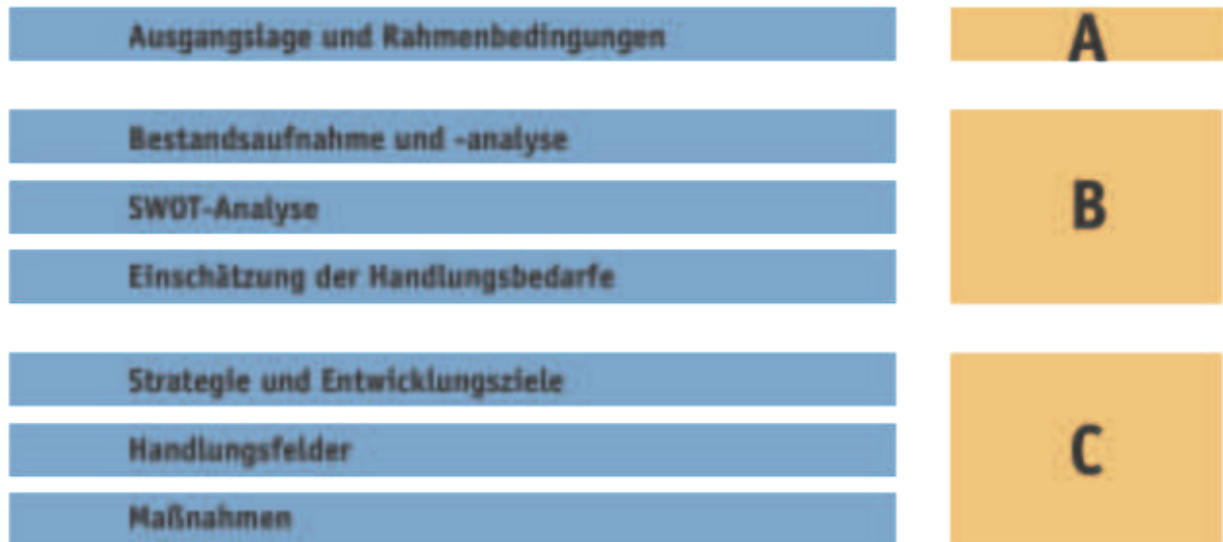 Ausgangslage und Rahmenbedingungen
A
Bestandsaufnahme und -analyse
SWOT-Analyse
Einschätzung der Handlungsbedarfe
B
Strategie und Entwicklungsziele
Handlungsfelder
Maßnahmen
C